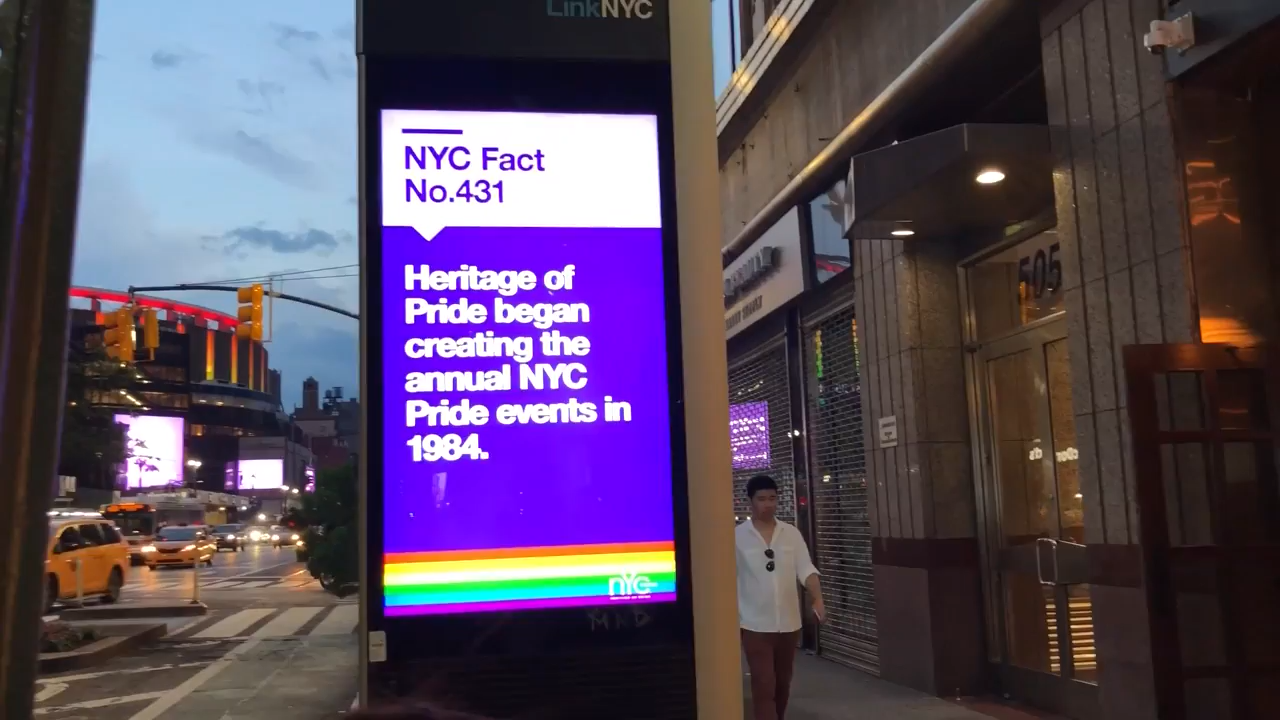 LinkNYC
NYC Fact
No.431
Heritage of
Pride began
creating the
annual NYC
Pride events in
1984.
nyc
MKD
505